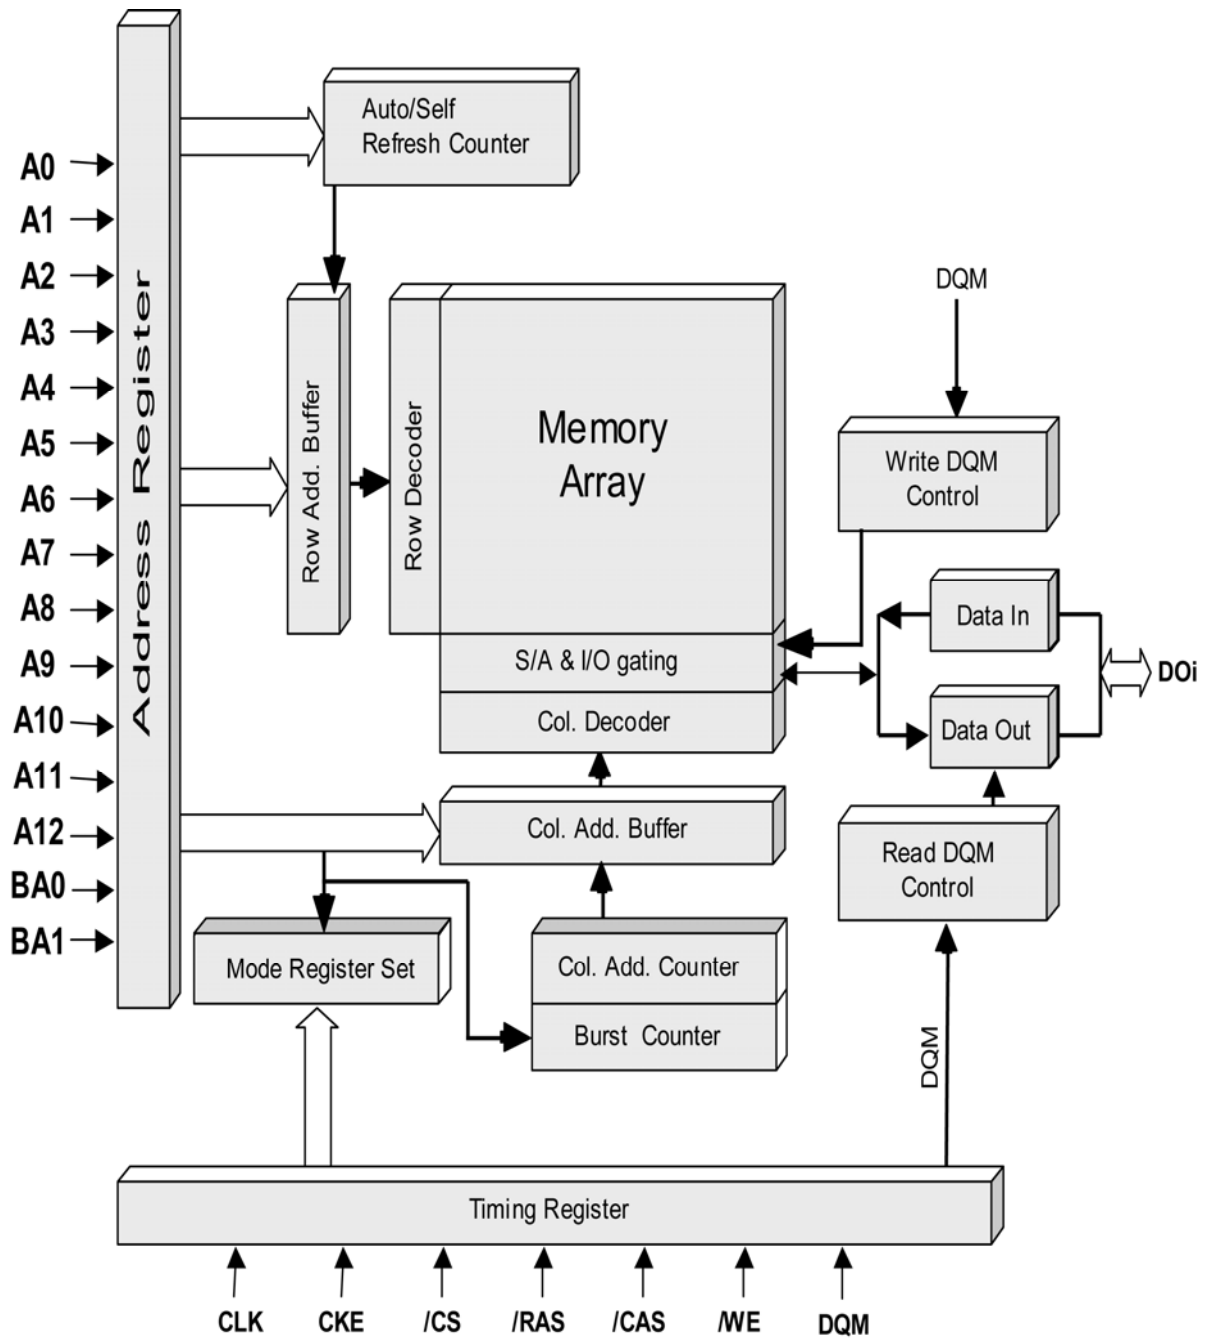 Auto/Self
Refresh Counter
A0
A1
A2
A3
A4
A5
A6
A7
A8
A9
A10
A11
A12
BA0
BA1
Address Register
Row Add. Buffer
Row Decoder
Memory
Array
DQM
Write DQM
Control
Data In
S/A & I/O gating
DOi
Col. Decoder
Data Out
Col. Add. Buffer
Read DQM
Control
Mode Register Set
Col. Add. Counter
Burst Counter
DQM
Timing Register
CLK
CKE
/CS
/RAS
/CAS
/WE
DQM